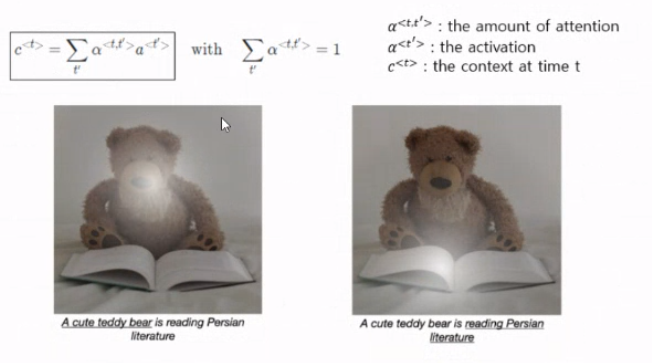 c<t> = ∑t' α<t,t'>a<t'> with ∑t' α<t,t'> = 1
α<t.t'> : the amount of attention
a<t'> : the activation
c<t> : the context at time t
A cute teddy bear is reading Persian
literature
A cute teddy bear is reading Persian
literature